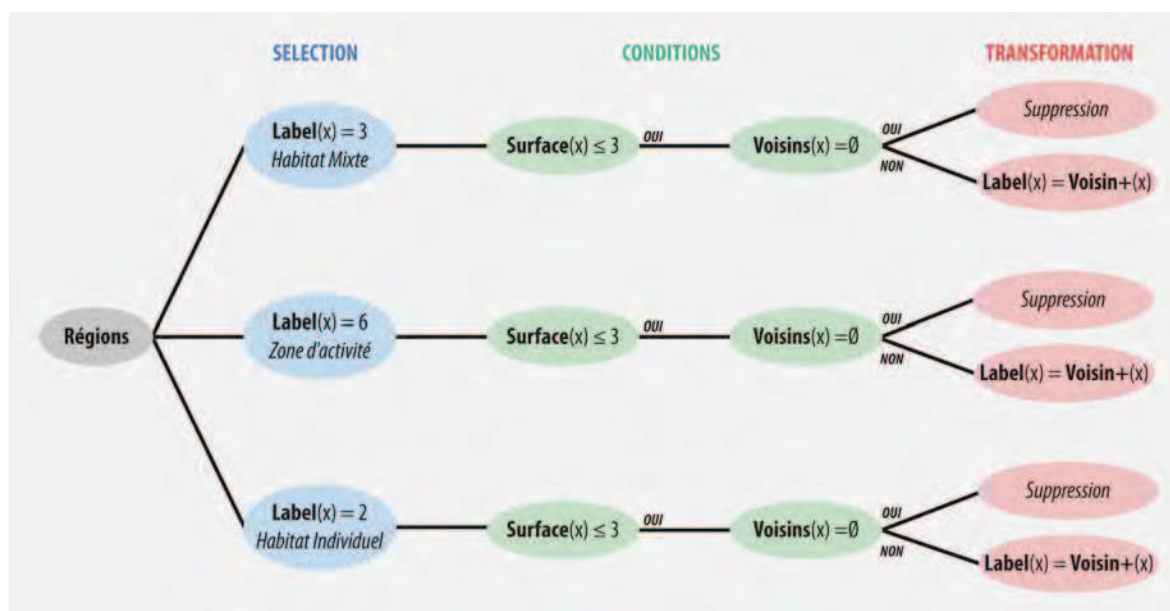 SELECTION
CONDITIONS
TRANSFORMATION
Label(x) = 3
Habitat Mixte
Surface(x) ≤ 3
OUI
Voisins(x) =Ø
OUI
NON
Suppression
Label(x) = Voisin+(x)
Régions
Label(x) = 6
Zone d'activité
Surface(x) ≤ 3
OUI
Voisins(x) =Ø
OUI
NON
Suppression
Label(x) = Voisin+(x)
Label(x) = 2
Habitat Individuel
Surface(x) ≤ 3
OUI
Voisins(x) =Ø
OUI
NON
Suppression
Label(x) = Voisin+(x)